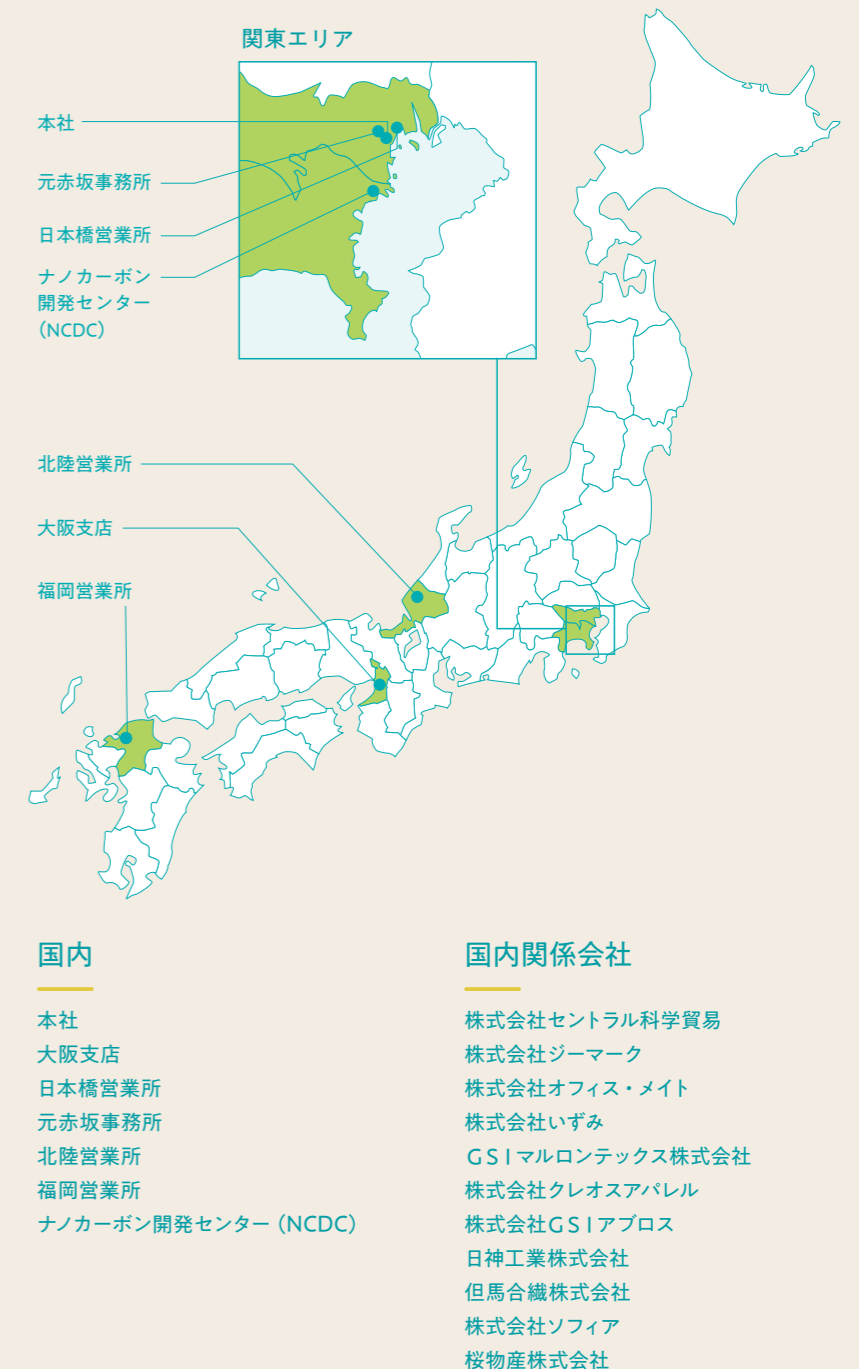 関東エリア
本社
元赤坂事務所
日本橋営業所
ナノカーボン
開発センター
(NCDC)
北陸営業所
大阪支店
福岡営業所
国内
本社
大阪支店
日本橋営業所
元赤坂事務所
北陸営業所
福岡営業所
ナノカーボン開発センター(NCDC)
国内関係会社
株式会社セントラル科学貿易
株式会社ジーマーク
株式会社オフィス・メイト
株式会社いずみ
GSIマルロンテックス株式会社
株式会社クレオスアパレル
株式会社GSIアブロス
日神工業株式会社
但馬合繊株式会社
株式会社ソフィア
桜物産株式会社